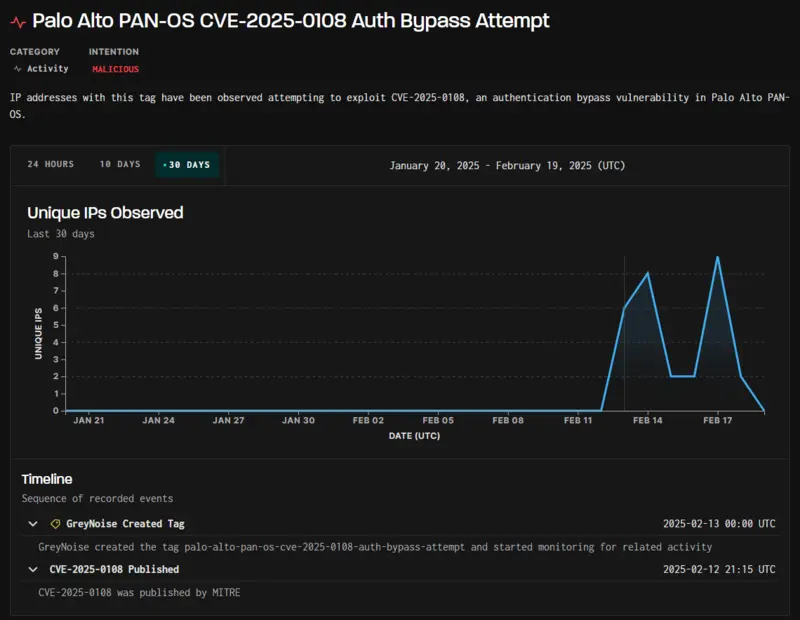 Palo Alto PAN-OS CVE-2025-0108 Auth Bypass Attempt
CATEGORY INTENTION
Activity MALICIOUS
IP addresses with this tag have been observed attempting to exploit CVE-2025-0108, an authentication bypass vulnerability in Palo Alto PAN-
OS.
24 HOURS 10 DAYS 30 DAYS January 20, 2025 - February 19, 2025 (UTC)
Unique IPs Observed
Last 30 days
9
8
7
6
5
4
3
2
1
0
UNIQUE IPS
JAN 21 JAN 24 JAN 27 JAN 30 FEB 02 FEB 05 FEB 08 FEB 11 FEB 14 FEB 17
DATE (UTC)
Timeline
Sequence of recorded events
GreyNoise Created Tag 2025-02-13 00:00 UTC
GreyNoise created the tag palo-alto-pan-os-cve-2025-0108-auth-bypass-attempt and started monitoring for related activity
CVE-2025-0108 Published 2025-02-12 21:15 UTC
CVE-2025-0108 was published by MITRE